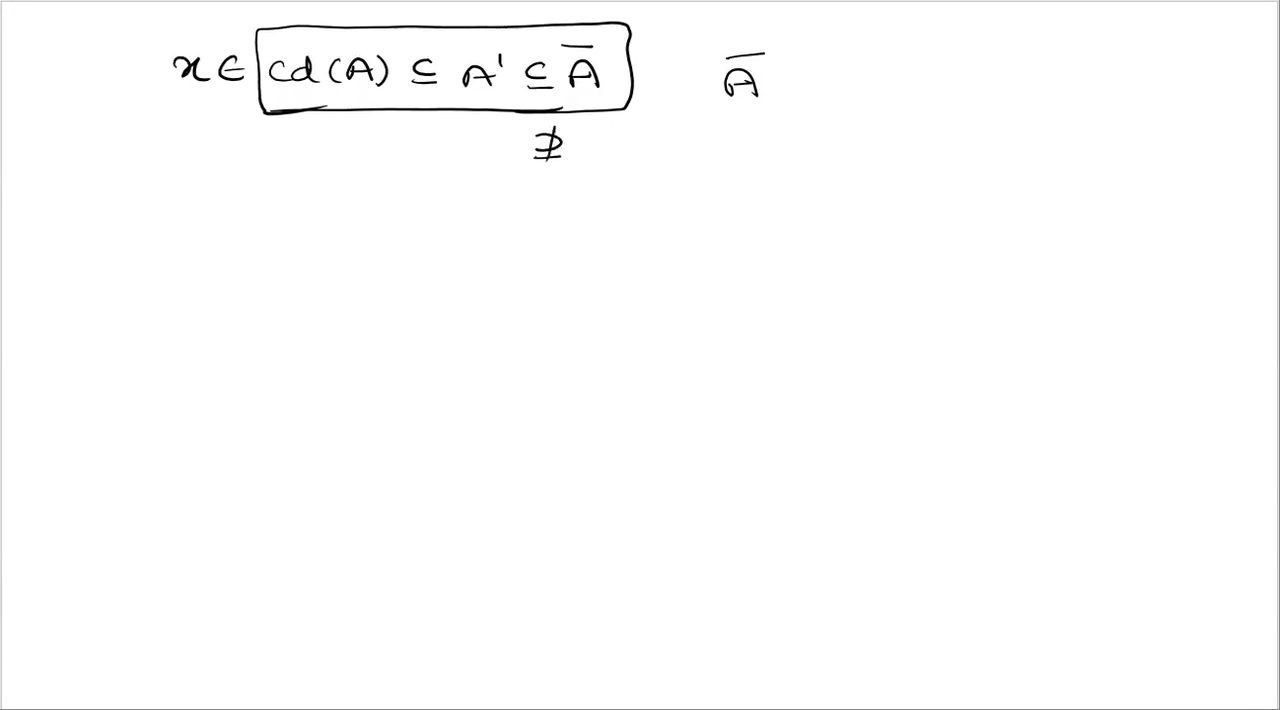 x ∈ cd(A) ⊆ A' ⊆ A̅ A̅
⊉